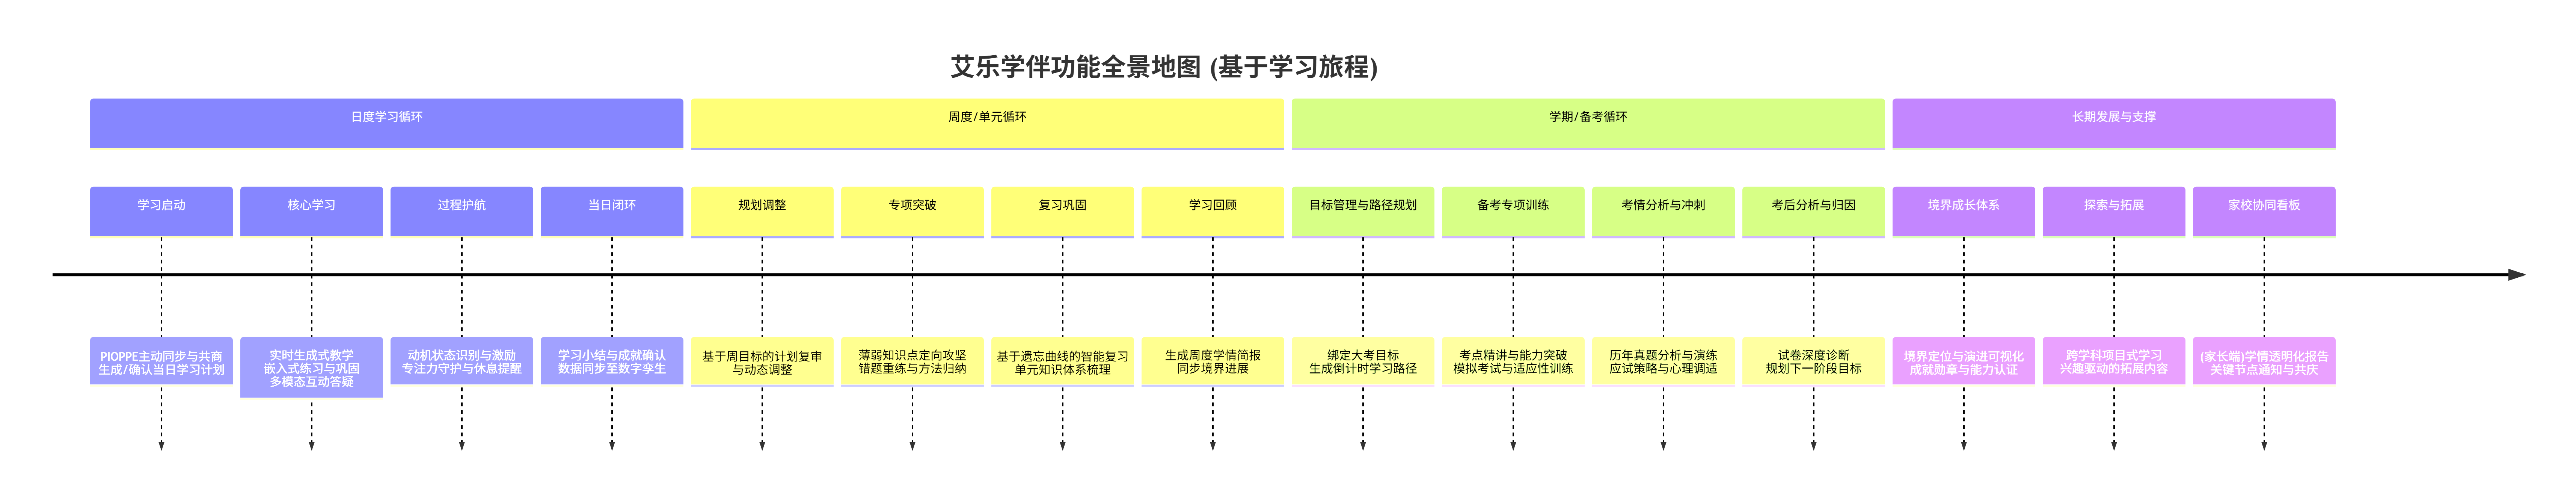 艾乐学伴功能全景地图 (基于学习旅程)
日度学习循环
周度/单元循环
学期/备考循环
长期发展与支撑
学习启动
核心学习
过程护航
当日闭环
规划调整
专项突破
复习巩固
学习回顾
目标管理与路径规划
备考专项训练
考情分析与冲刺
考后分析与归因
境界成长体系
探索与拓展
家校协同看板
PIOPPE主动同步与共商
生成/确认当日学习计划
实时生成式教学
嵌入式练习与巩固
多模态互动答疑
动机状态识别与激励
专注力守护与休息提醒
学习小结与成就确认
数据同步至数字孪生
基于周目标的计划复审
与动态调整
薄弱知识点定向攻坚
错题重练与方法归纳
基于遗忘曲线的智能复习
单元知识体系梳理
生成周度学情简报
同步境界进展
绑定大考目标
生成倒计时学习路径
考点精讲与能力突破
模拟考试与适应性训练
历年真题分析与演练
应试策略与心理调适
试卷深度诊断
规划下一阶段目标
境界定位与演进可视化
成就勋章与能力认证
跨学科项目式学习
兴趣驱动的拓展内容
(家长端)学情透明化报告
关键节点通知与共庆